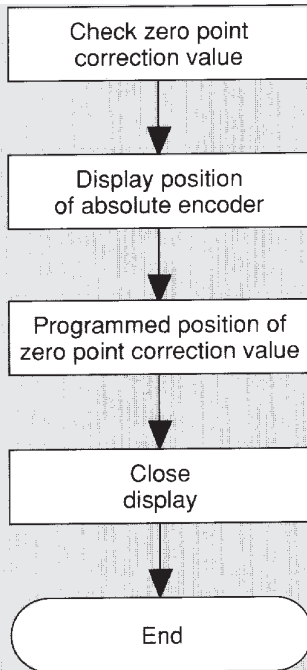 Check zero point
correction value
Display position
of absolute encoder
Programmed position of
zero point correction value
Close
display
End